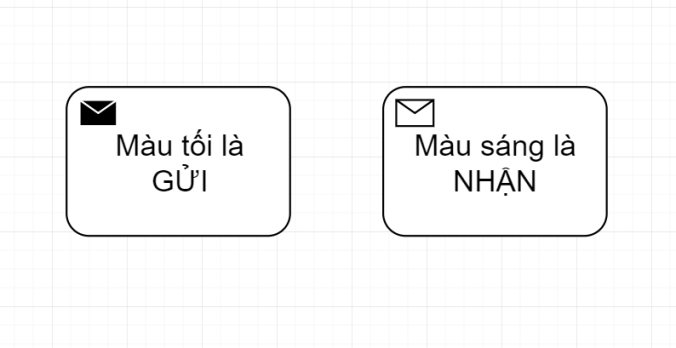 Màu tối là
GỬI
Màu sáng là
NHẬN